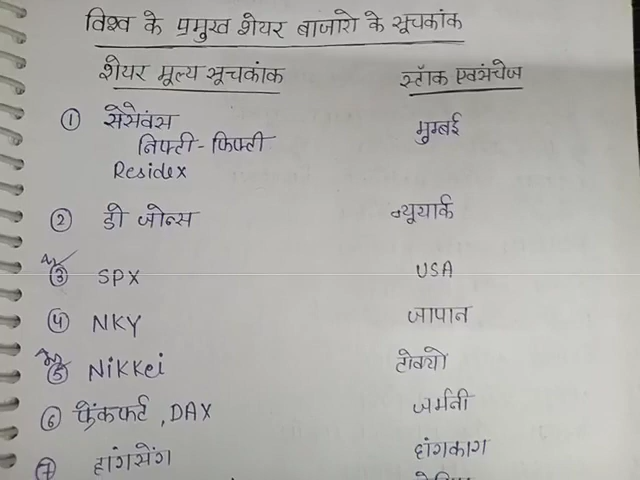 विश्व के प्रमुख शेयर बाजारो के सूचकांक
शेयर मूल्य सूचकांक स्टॉक एक्सचेंज
① सेंसेक्स मुम्बई
निफ्टी - फिफ्टी
Residex
② डी जोन्स न्यूयार्क
③ SPX USA
④ NKY जापान
⑤ Nikkei टोक्यो
⑥ फ्रेंकफर्ट , DAX जर्मनी
⑦ हांगसेंग हांगकाग